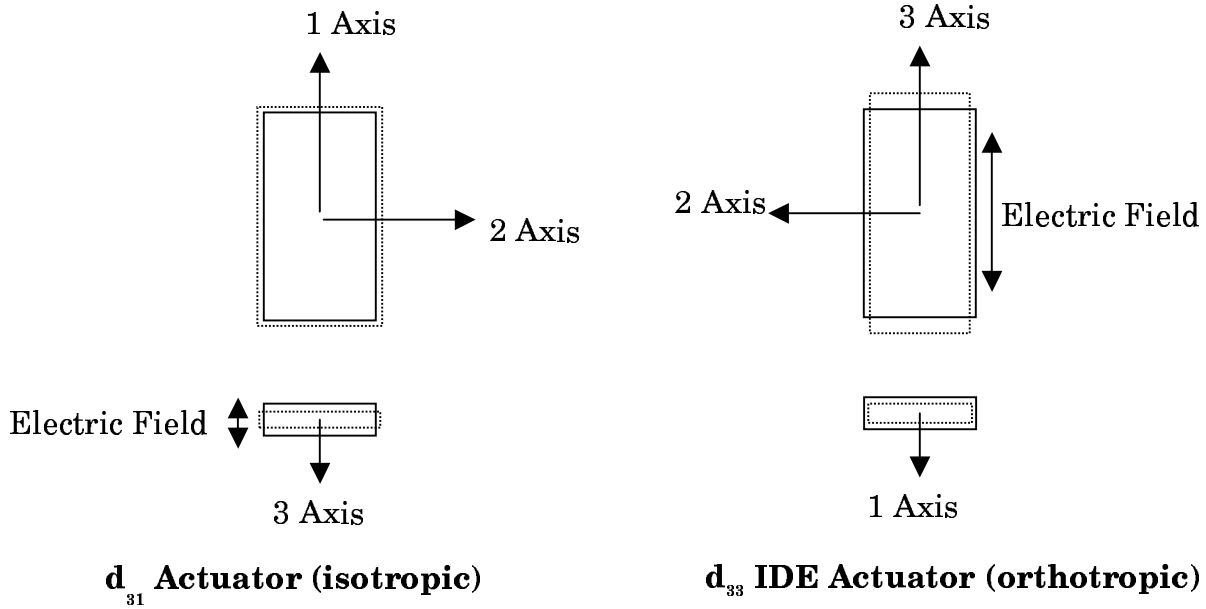 1 Axis
2 Axis
Electric Field
3 Axis
d₃₁ Actuator (isotropic)
3 Axis
2 Axis
Electric Field
1 Axis
d₃₃ IDE Actuator (orthotropic)